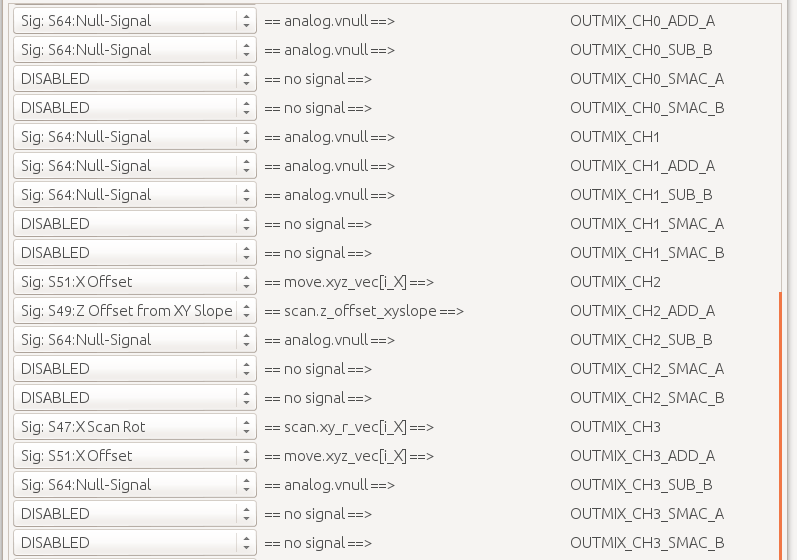 Sig: S64:Null-Signal == analog.vnull ==> OUTMIX_CH0_ADD_A
Sig: S64:Null-Signal == analog.vnull ==> OUTMIX_CH0_SUB_B
DISABLED == no signal ==> OUTMIX_CH0_SMAC_A
DISABLED == no signal ==> OUTMIX_CH0_SMAC_B
Sig: S64:Null-Signal == analog.vnull ==> OUTMIX_CH1
Sig: S64:Null-Signal == analog.vnull ==> OUTMIX_CH1_ADD_A
Sig: S64:Null-Signal == analog.vnull ==> OUTMIX_CH1_SUB_B
DISABLED == no signal ==> OUTMIX_CH1_SMAC_A
DISABLED == no signal ==> OUTMIX_CH1_SMAC_B
Sig: S51:X Offset == move.xyz_vec[i_X] ==> OUTMIX_CH2
Sig: S49:Z Offset from XY Slope == scan.z_offset_xyslope ==> OUTMIX_CH2_ADD_A
Sig: S64:Null-Signal == analog.vnull ==> OUTMIX_CH2_SUB_B
DISABLED == no signal ==> OUTMIX_CH2_SMAC_A
DISABLED == no signal ==> OUTMIX_CH2_SMAC_B
Sig: S47:X Scan Rot == scan.xy_r_vec[i_X] ==> OUTMIX_CH3
Sig: S51:X Offset == move.xyz_vec[i_X] ==> OUTMIX_CH3_ADD_A
Sig: S64:Null-Signal == analog.vnull ==> OUTMIX_CH3_SUB_B
DISABLED == no signal ==> OUTMIX_CH3_SMAC_A
DISABLED == no signal ==> OUTMIX_CH3_SMAC_B